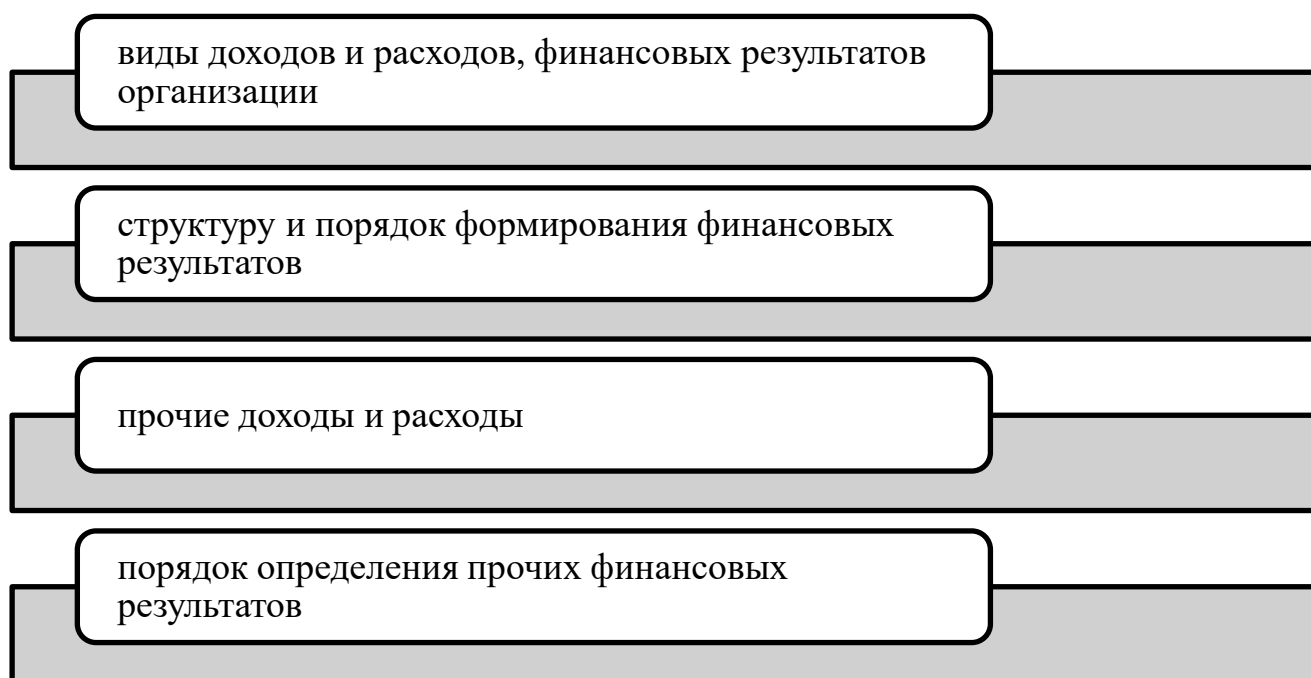 виды доходов и расходов, финансовых результатов
организации
структуру и порядок формирования финансовых
результатов
прочие доходы и расходы
порядок определения прочих финансовых
результатов